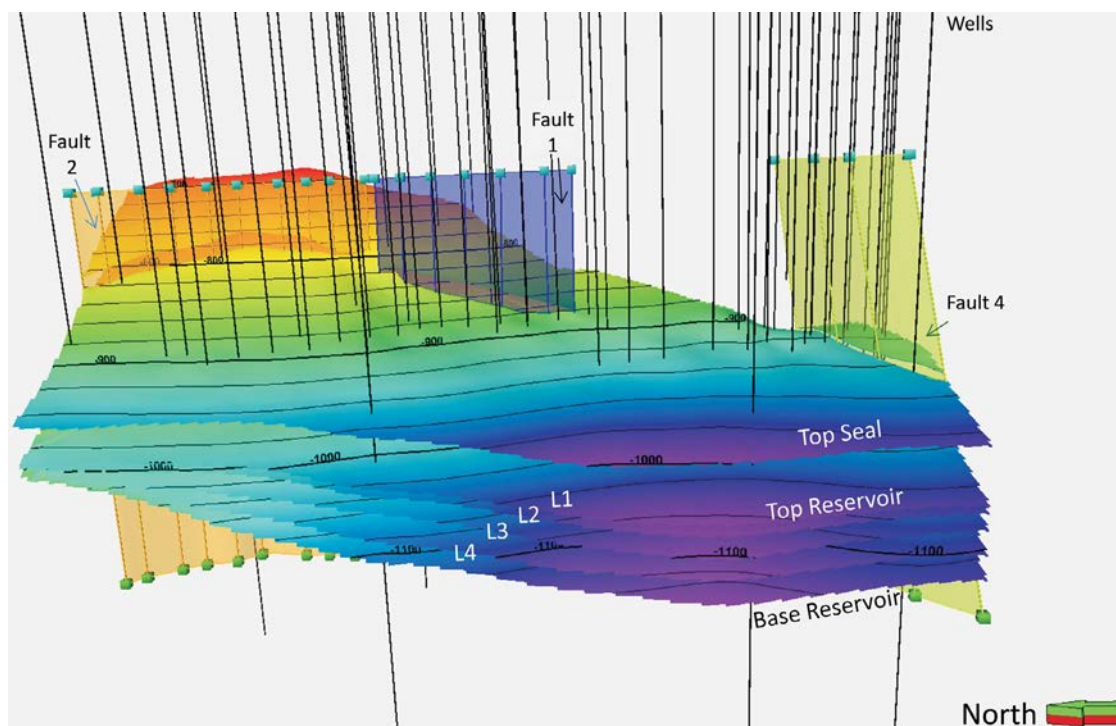 Wells
Fault
2
Fault
1
-800
-800
Fault 4
-900
-900
-900
Top Seal
-1000
-1000
-1000
L1
L2
L3
L4
Top Reservoir
-1100
-1100
-1100
Base Reservoir
North